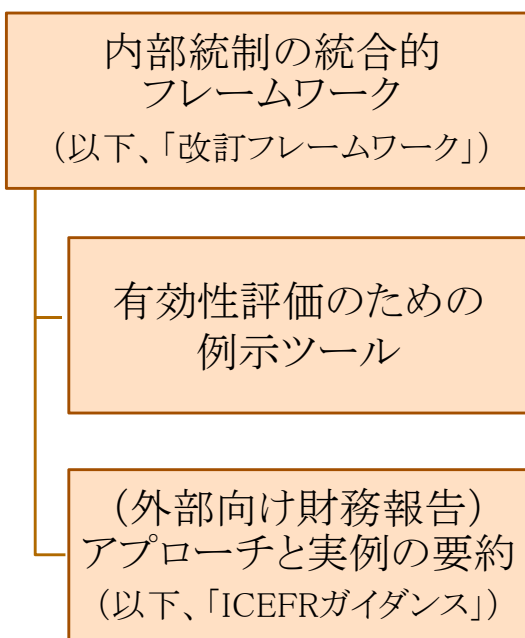 内部統制の統合的
フレームワーク
（以下、「改訂フレームワーク」）
有効性評価のための
例示ツール
（外部向け財務報告）
アプローチと実例の要約
（以下、「ICEFRガイダンス」）